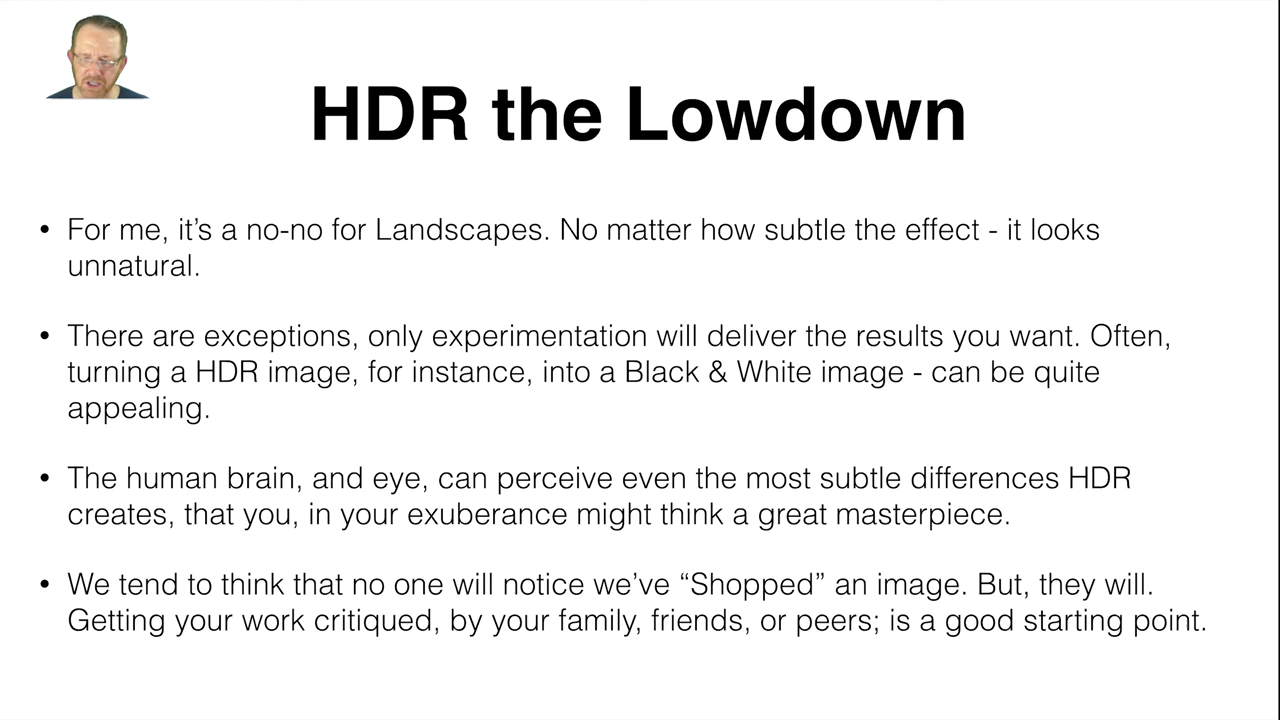 HDR the Lowdown
• For me, it’s a no-no for Landscapes. No matter how subtle the effect - it looks
unnatural.
• There are exceptions, only experimentation will deliver the results you want. Often,
turning a HDR image, for instance, into a Black & White image - can be quite
appealing.
• The human brain, and eye, can perceive even the most subtle differences HDR
creates, that you, in your exuberance might think a great masterpiece.
• We tend to think that no one will notice we’ve “Shopped” an image. But, they will.
Getting your work critiqued, by your family, friends, or peers; is a good starting point.